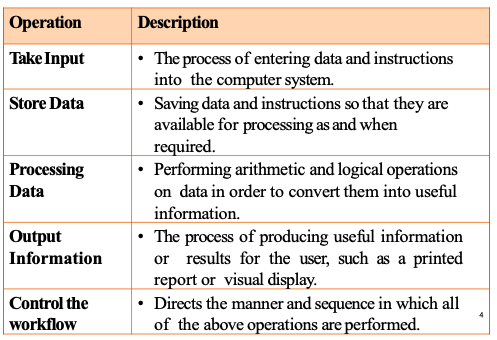 Operation Description
Take Input • The process of entering data and instructions
into the computer system.
Store Data • Saving data and instructions so that they are
available for processing as and when
required.
Processing • Performing arithmetic and logical operations
Data on data in order to convert them into useful
information.
Output • The process of producing useful information
Information or results for the user, such as a printed
report or visual display.
Control the • Directs the manner and sequence in which all
workflow of the above operations are performed.
4